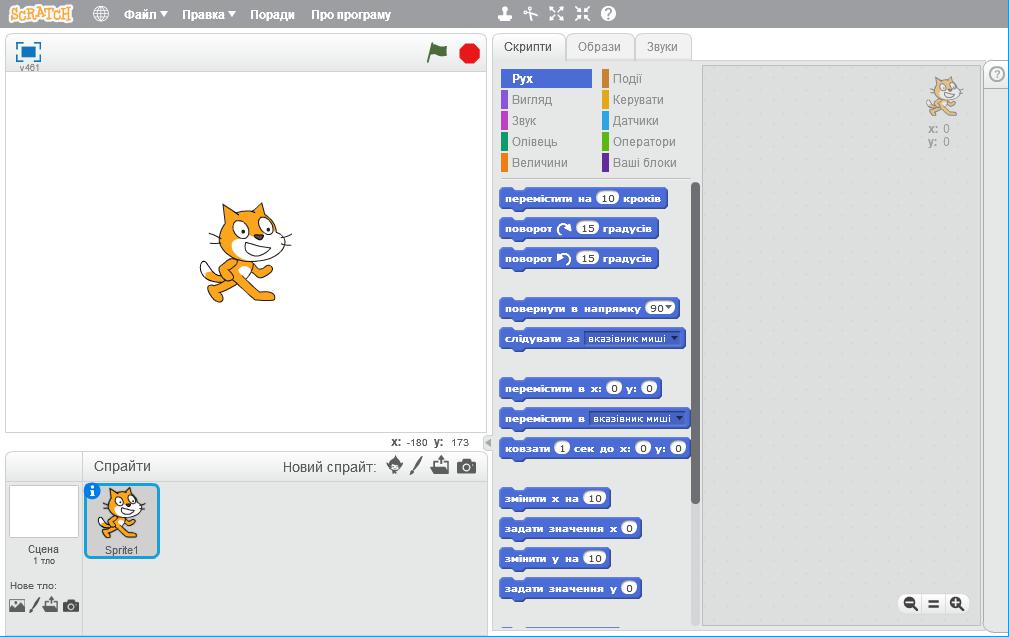 SCRATCH
Файл Правка Поради Про програму
v461
Скрипти Образи Звуки
Рух
Вигляд
Звук
Олівець
Величини
Події
Керувати
Датчики
Оператори
Ваші блоки
перемістити на 10 кроків
поворот 15 градусів
поворот 15 градусів
повернути в напрямку 90
слідувати за вказівник миші
перемістити в x: 0 y: 0
перемістити в вказівник миші
ковзати 1 сек до x: 0 y: 0
змінити x на 10
задати значення x 0
змінити y на 10
задати значення y 0
x: 0
y: 0
x: -180 y: 173
Спрайти
Новий спрайт:
Сцена
1 тло
Нове тло:
Sprite1